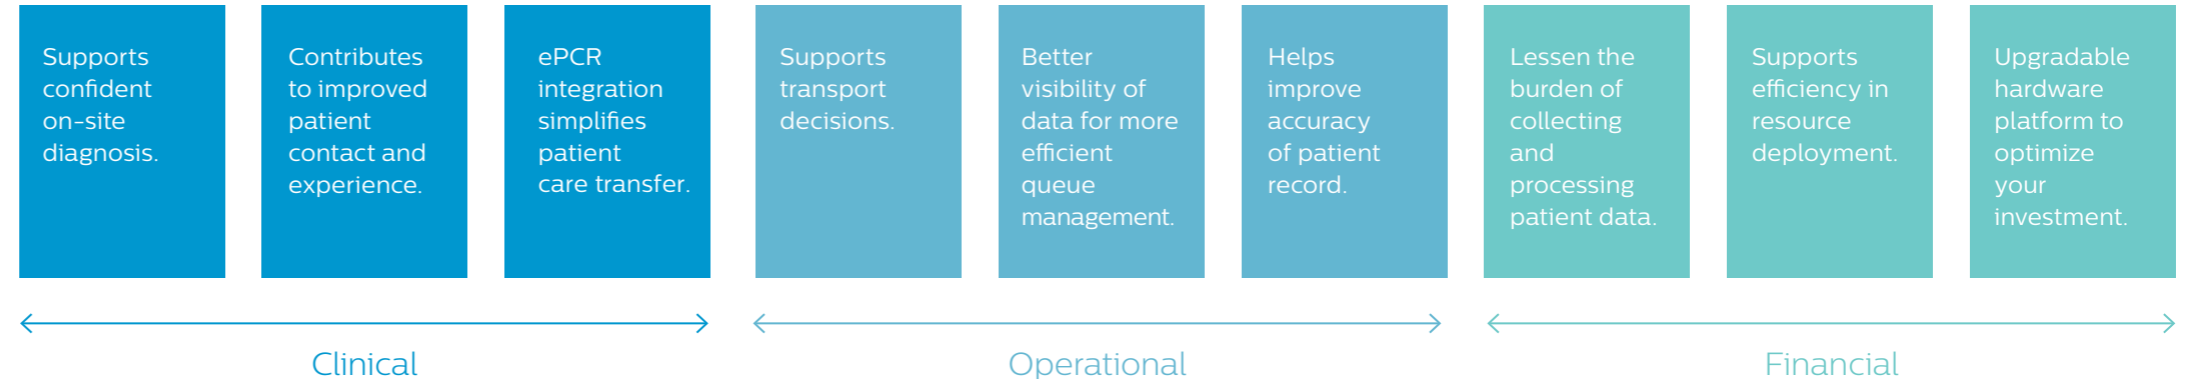 Supports
confident
on-site
diagnosis.
Contributes
to improved
patient
contact and
experience.
ePCR
integration
simplifies
patient
care transfer.
Supports
transport
decisions.
Better
visibility of
data for more
efficient
queue
management.
Helps
improve
accuracy
of patient
record.
Lessen the
burden of
collecting
and
processing
patient data.
Supports
efficiency in
resource
deployment.
Upgradable
hardware
platform to
optimize
your
investment.
Clinical
Operational
Financial